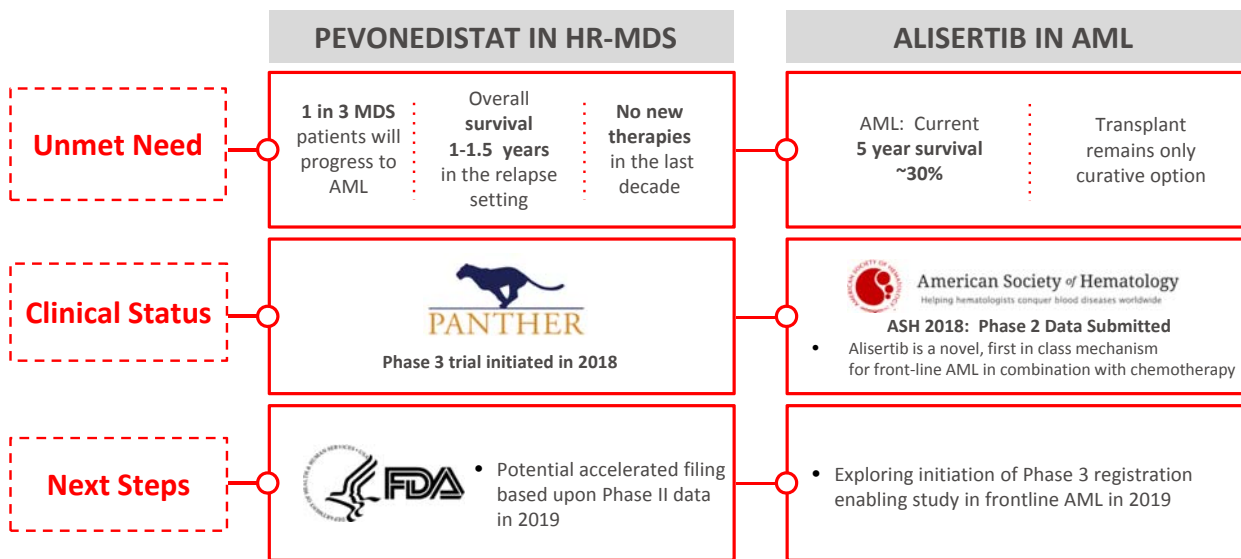 PEVONEDISTAT IN HR-MDS
ALISERTIB IN AML
Unmet Need
1 in 3 MDS
patients will
progress to
AML
Overall
survival
1-1.5 years
in the relapse
setting
No new
therapies
in the last
decade
AML: Current
5 year survival
~30%
Transplant
remains only
curative option
Clinical Status
PANTHER
Phase 3 trial initiated in 2018
AMERICAN SOCIETY OF HEMATOLOGY
American Society of Hematology
Helping hematologists conquer blood diseases worldwide
ASH 2018: Phase 2 Data Submitted
• Alisertib is a novel, first in class mechanism
for front-line AML in combination with chemotherapy
Next Steps
FDA
• Potential accelerated filing
based upon Phase II data
in 2019
• Exploring initiation of Phase 3 registration
enabling study in frontline AML in 2019